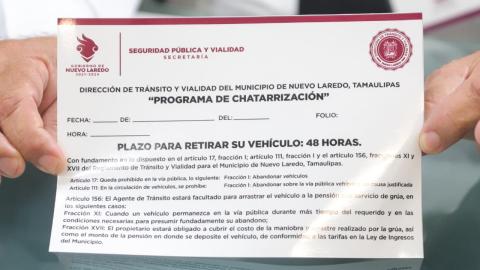 GOBIERNO DE
NUEVO LAREDO
2021-2024
SEGURIDAD PÚBLICA Y VIALIDAD
SECRETARÍA
DIRECCIÓN DE TRÁNSITO Y VIALIDAD DEL MUNICIPIO DE NUEVO LAREDO, TAMAULIPAS
“PROGRAMA DE CHATARRIZACIÓN”
FECHA: DE: DEL: FOLIO:
HORA:
PLAZO PARA RETIRAR SU VEHÍCULO: 48 HORAS.
Con fundamento en lo dispuesto en el artículo 17, fracción I; artículo 111, fracción I y el artículo 156, fracciones XI y
XVII del Reglamento de Tránsito y Vialidad para el Municipio de Nuevo Laredo, Tamaulipas.
Artículo 17: Queda prohibido en la vía pública, lo siguiente: Fracción I: Abandonar vehículos
Artículo 111: En la circulación de vehículos, se prohíbe: Fracción I: Abandonar sobre la vía pública vehículos sin causa justificada
Artículo 156: El Agente de Tránsito estará facultado para arrastrar el vehículo a la pensión con servicio de grúa, en
los siguientes casos:
Fracción XI: Cuando un vehículo permanezca en la vía pública durante más tiempo del requerido y en las
condiciones necesarias para presumir fundadamente su abandono;
Fracción XVII: El propietario estará obligado a cubrir el costo de la maniobra y arrastre realizado por la grúa, así
como el monto de la pensión en donde se deposite el vehículo, de conformidad a las tarifas en la Ley de Ingresos
del Municipio.